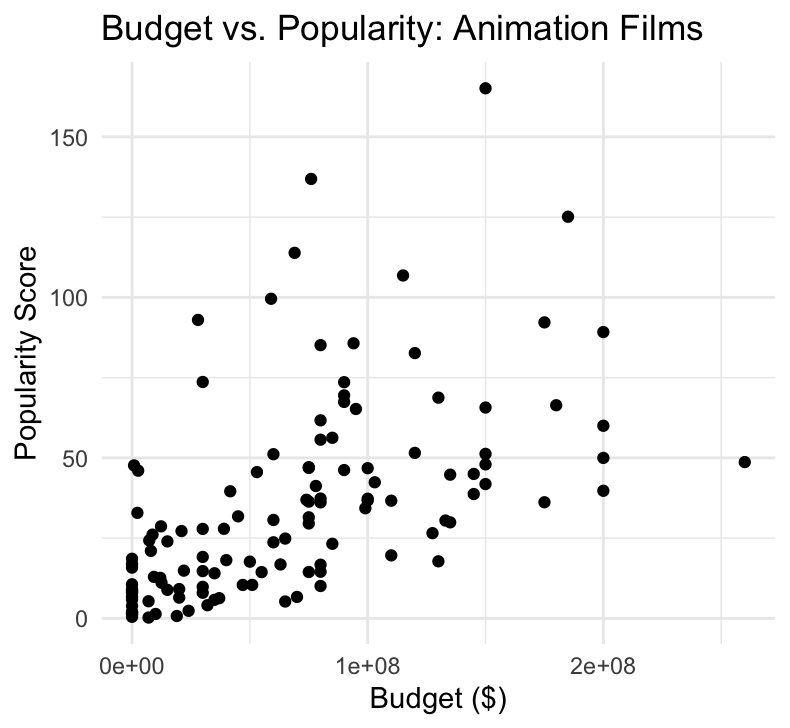 Budget vs. Popularity: Animation Films
150
100
50
0
Popularity Score
0e+00 1e+08 2e+08
Budget ($)